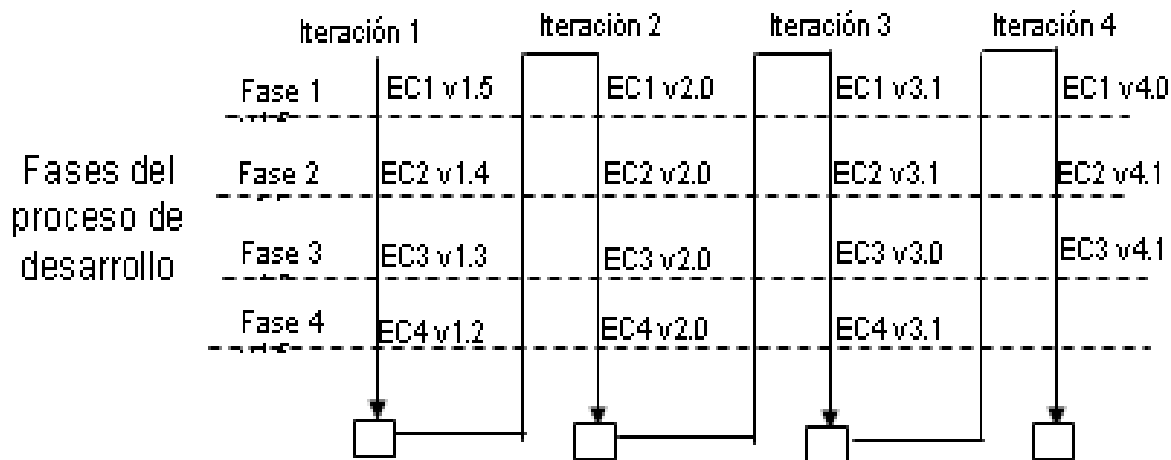 Iteración 1
Iteración 2
Iteración 3
Iteración 4
Fase 1
EC1 v1.5
EC1 v2.0
EC1 v3.1
EC1 v4.0
Fases del
proceso de
desarrollo
Fase 2
EC2 v1.4
EC2 v2.0
EC2 v3.1
EC2 v4.1
Fase 3
EC3 v1.3
EC3 v2.0
EC3 v3.0
EC3 v4.1
Fase 4
EC4 v1.2
EC4 v2.0
EC4 v3.1